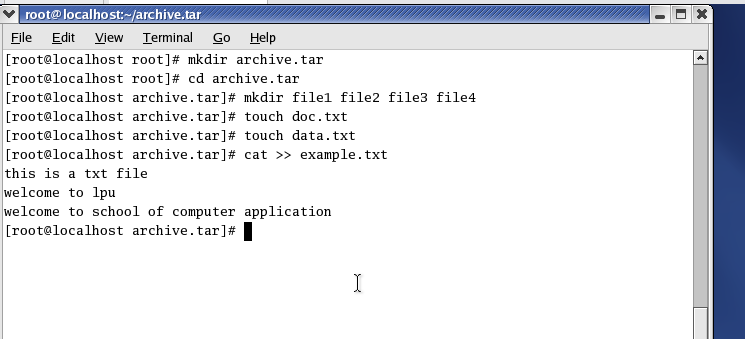 root@localhost:~/archive.tar
File Edit View Terminal Go Help
[root@localhost root]# mkdir archive.tar
[root@localhost root]# cd archive.tar
[root@localhost archive.tar]# mkdir file1 file2 file3 file4
[root@localhost archive.tar]# touch doc.txt
[root@localhost archive.tar]# touch data.txt
[root@localhost archive.tar]# cat >> example.txt
this is a txt file
welcome to lpu
welcome to school of computer application
[root@localhost archive.tar]#